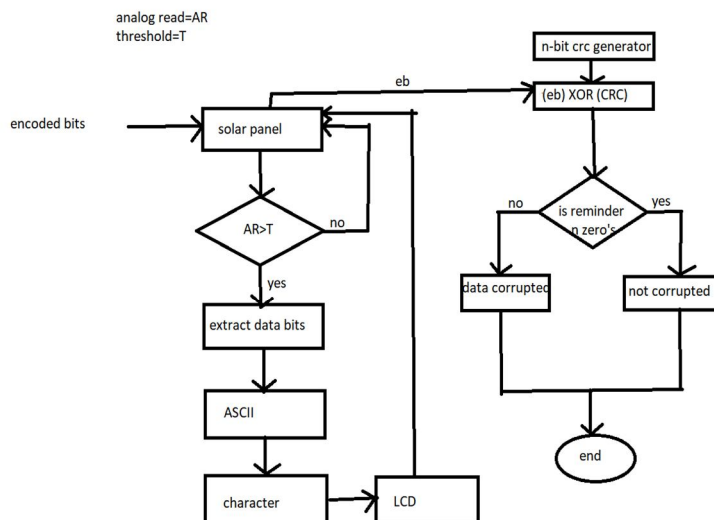 analog read=AR
threshold=T
n-bit crc generator
eb
(eb) XOR (CRC)
encoded bits
solar panel
no
is reminder
n zero's
yes
AR>T
no
yes
data corrupted
not corrupted
extract data bits
ASCII
end
character
LCD